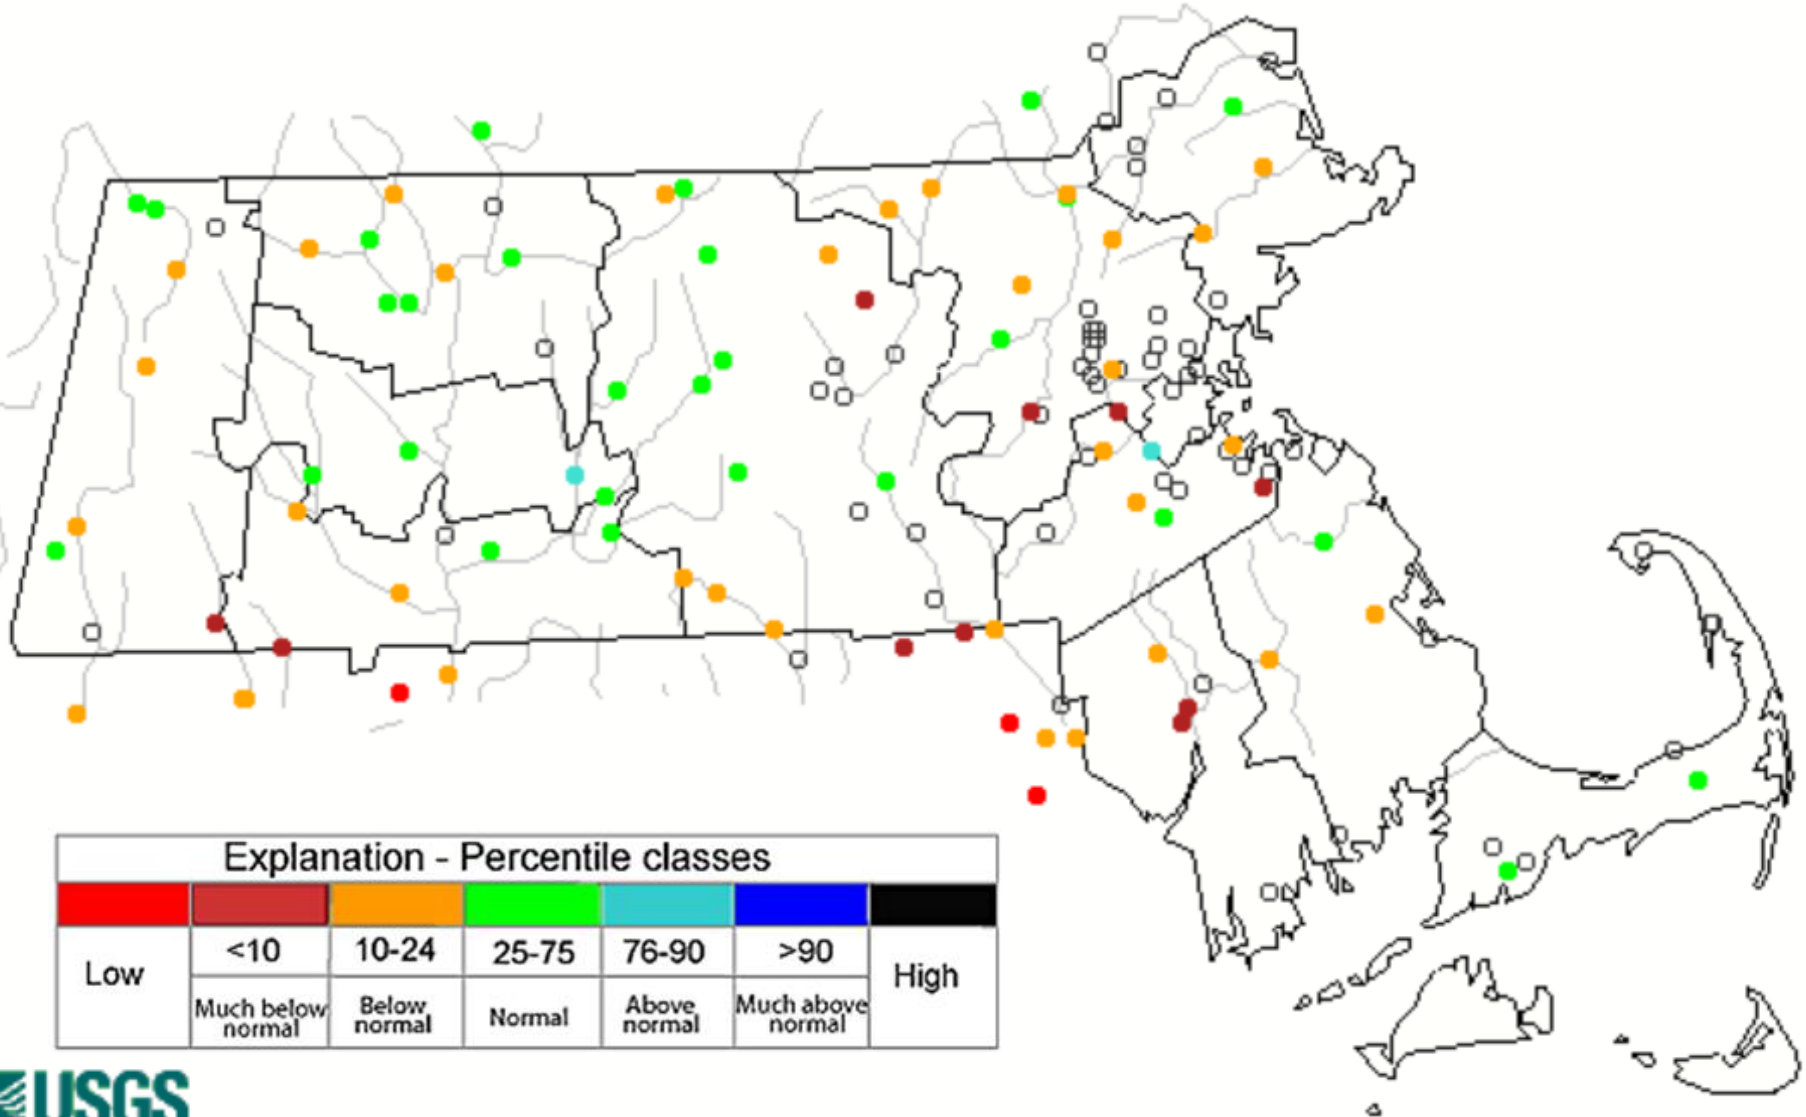 Explanation - Percentile classes
Low
<10
10-24
25-75
76-90
>90
High
Much below normal
Below normal
Normal
Above normal
Much above normal
USGS